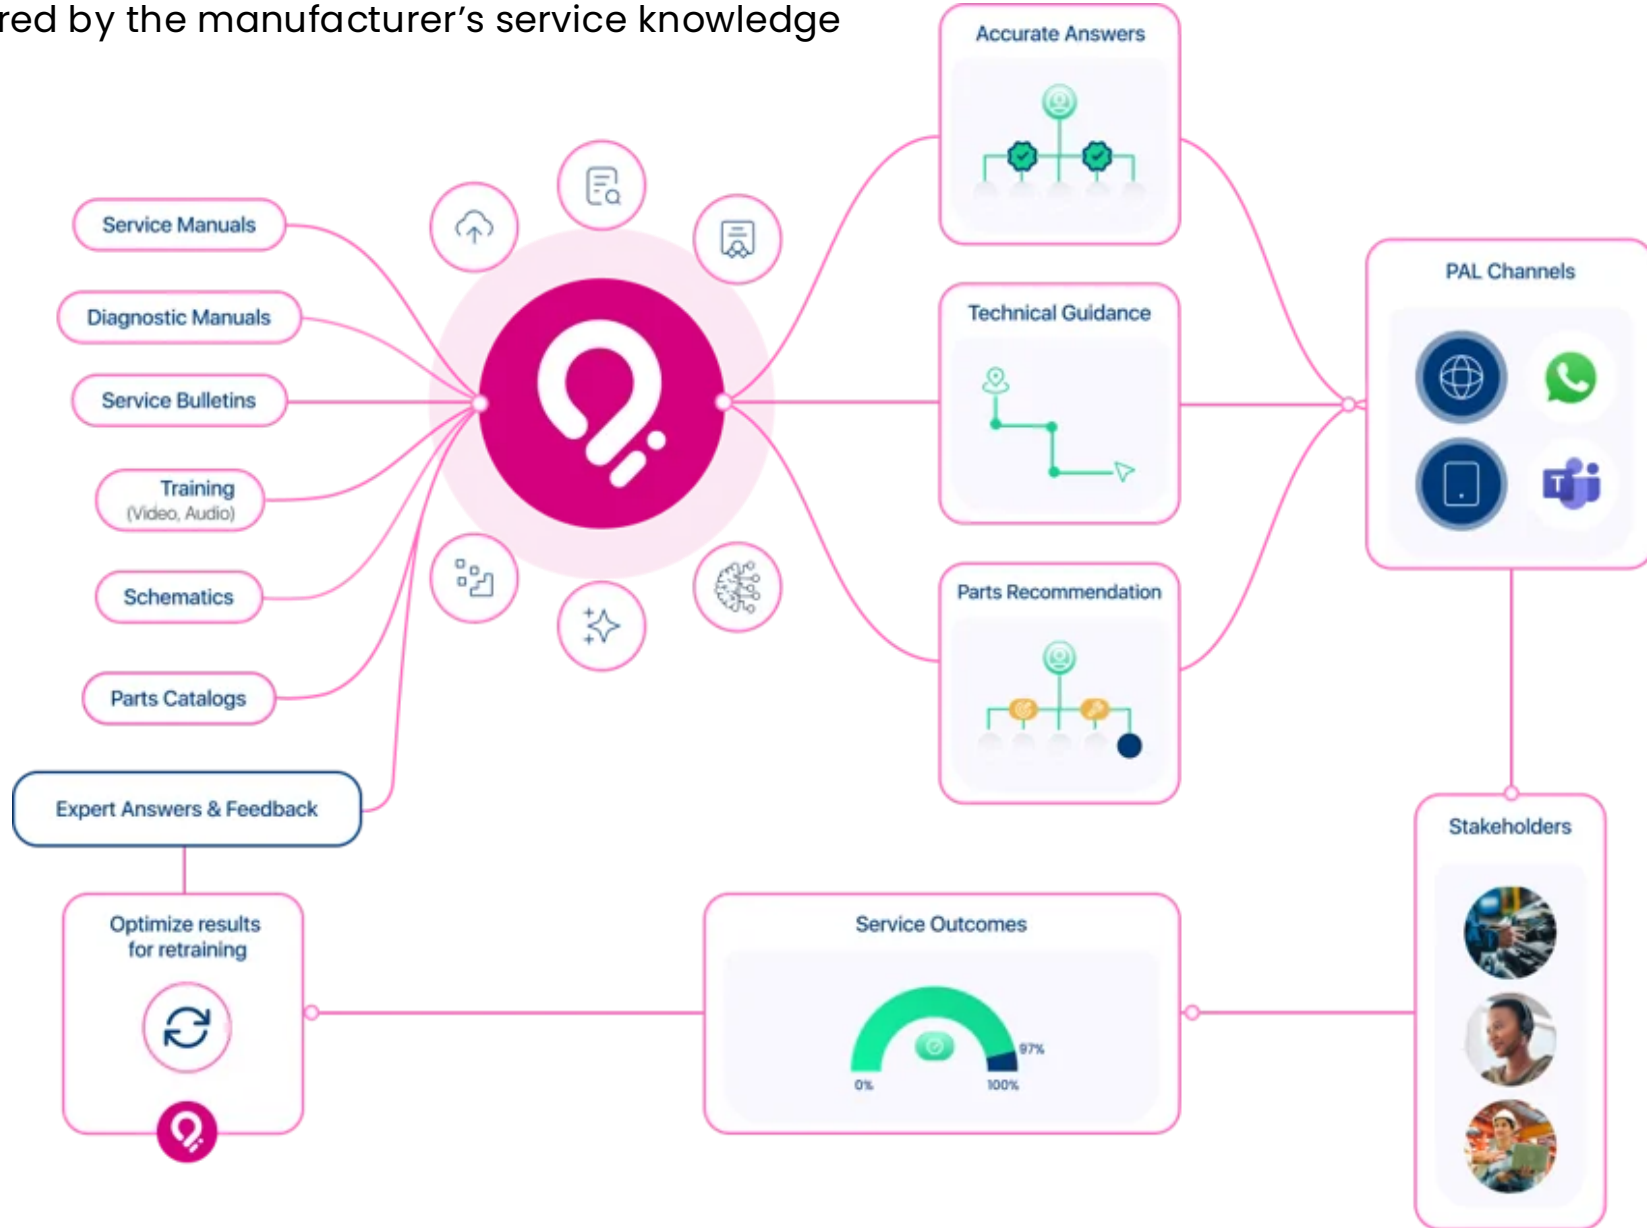 red by the manufacturer's service knowledge
Accurate Answers
Service Manuals
Diagnostic Manuals
Service Bulletins
Training
(Video, Audio)
Schematics
Parts Catalogs
Expert Answers & Feedback
Technical Guidance
Parts Recommendation
PAL Channels
T
Stakeholders
Service Outcomes
97%
0%
100%
Optimize results
for retraining